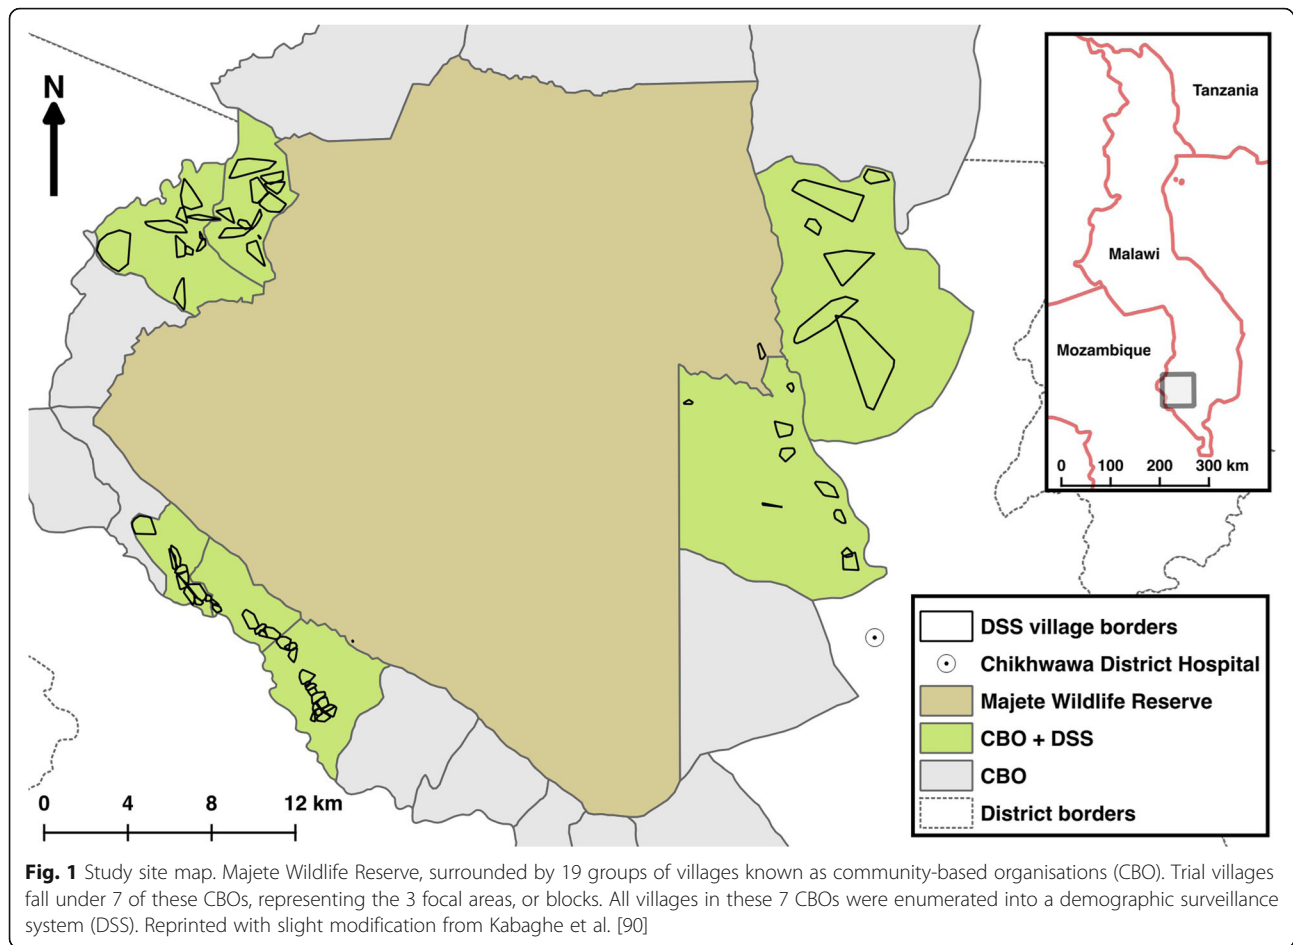 N
Tanzania
Malawi
Mozambique
0 100 200 300 km
DSS village borders
Chikhwawa District Hospital
Majete Wildlife Reserve
CBO + DSS
CBO
District borders
0 4 8 12 km
Fig. 1 Study site map. Majete Wildlife Reserve, surrounded by 19 groups of villages known as community-based organisations (CBO). Trial villages
fall under 7 of these CBOs, representing the 3 focal areas, or blocks. All villages in these 7 CBOs were enumerated into a demographic surveillance
system (DSS). Reprinted with slight modification from Kabaghe et al. [90]